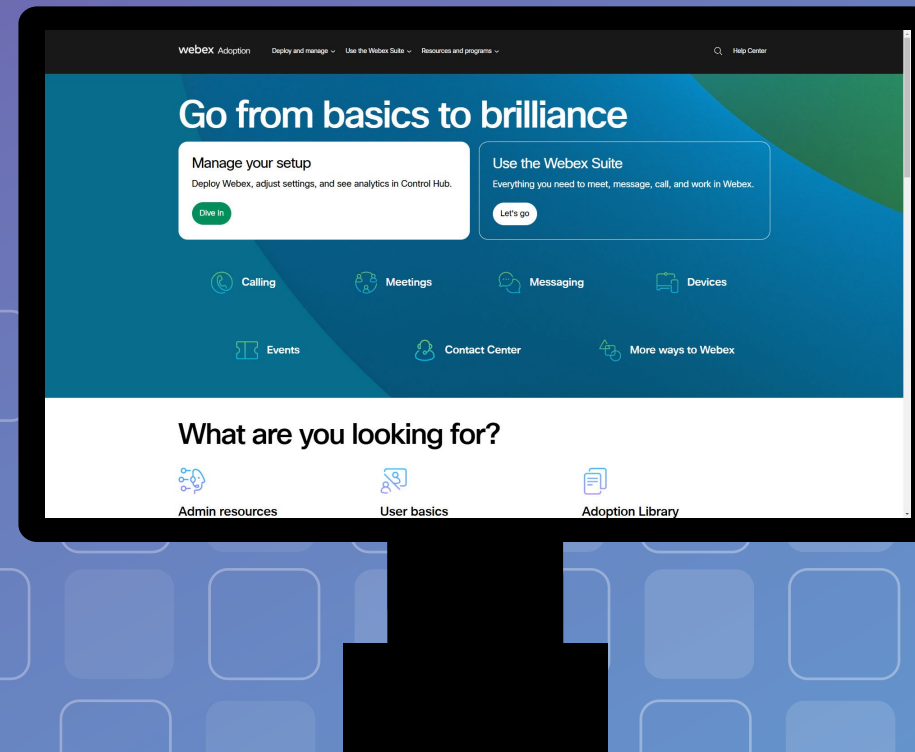 webex Adoption Deploy and manage Use the Webex Suite Resources and programs Help Center
Go from basics to brilliance
Manage your setup
Deploy Webex, adjust settings, and see analytics in Control Hub.
Dive in
Use the Webex Suite
Everything you need to meet, message, call, and work in Webex.
Let's go
Calling Meetings Messaging Devices
Events Contact Center More ways to Webex
What are you looking for?
Admin resources User basics Adoption Library